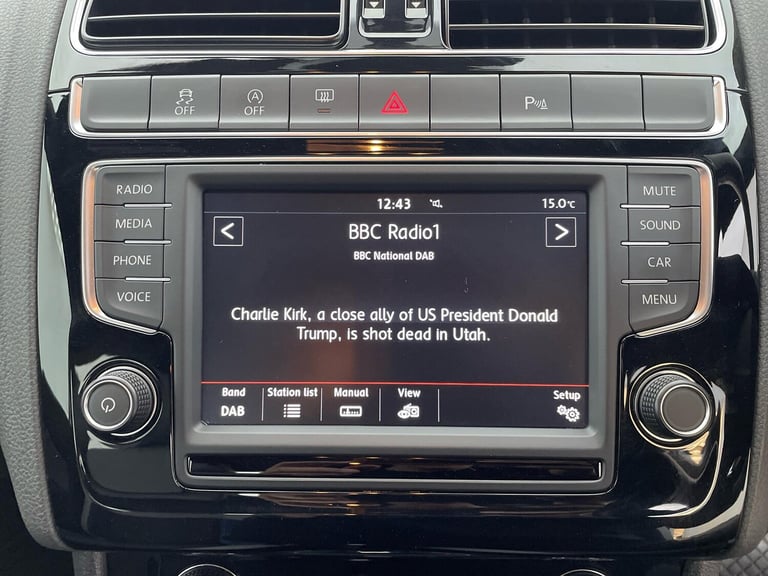 OFF
(A)
OFF
P
RADIO
MEDIA
PHONE
VOICE
12:43
15.0°C
<
BBC Radio1
>
BBC National DAB
Charlie Kirk, a close ally of US President Donald
Trump, is shot dead in Utah.
Band
Station list
Manual
View
Setup
DAB
MUTE
SOUND
CAR
MENU